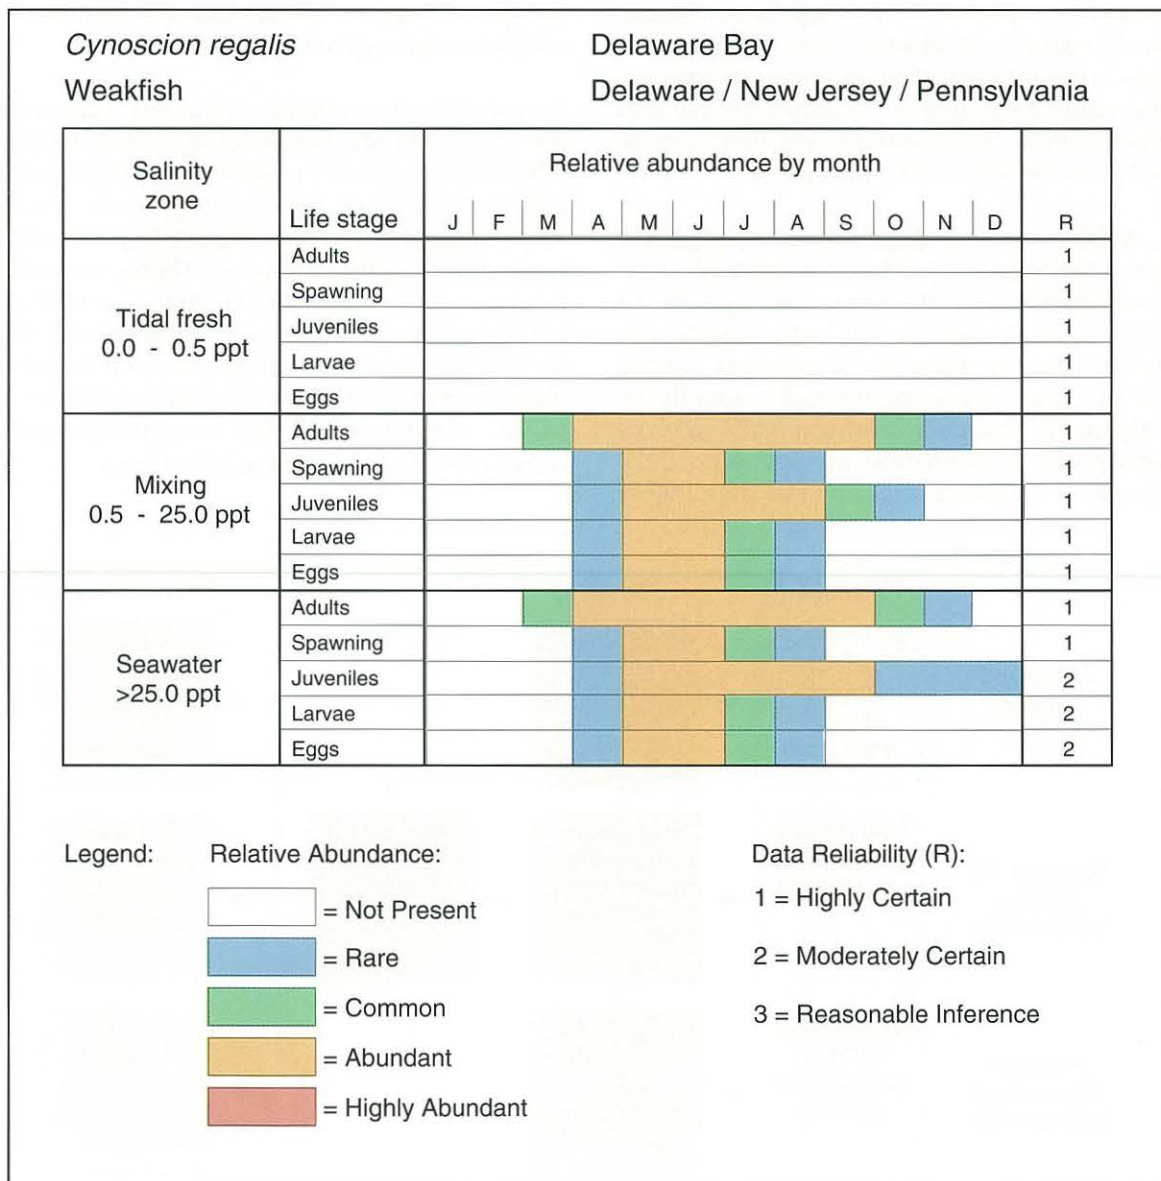 Cynoscion regalis
Delaware Bay
Weakfish
Delaware / New Jersey / Pennsylvania
Salinity zone
Life stage
Relative abundance by month
J F M A M J J A S O N D
R
Tidal fresh
0.0 - 0.5 ppt
Adults 1
Spawning 1
Juveniles 1
Larvae 1
Eggs 1
Mixing
0.5 - 25.0 ppt
Adults 1
Spawning 1
Juveniles 1
Larvae 1
Eggs 1
Seawater
>25.0 ppt
Adults 1
Spawning 1
Juveniles 2
Larvae 2
Eggs 2
Legend:
Relative Abundance:
= Not Present
= Rare
= Common
= Abundant
= Highly Abundant
Data Reliability (R):
1 = Highly Certain
2 = Moderately Certain
3 = Reasonable Inference